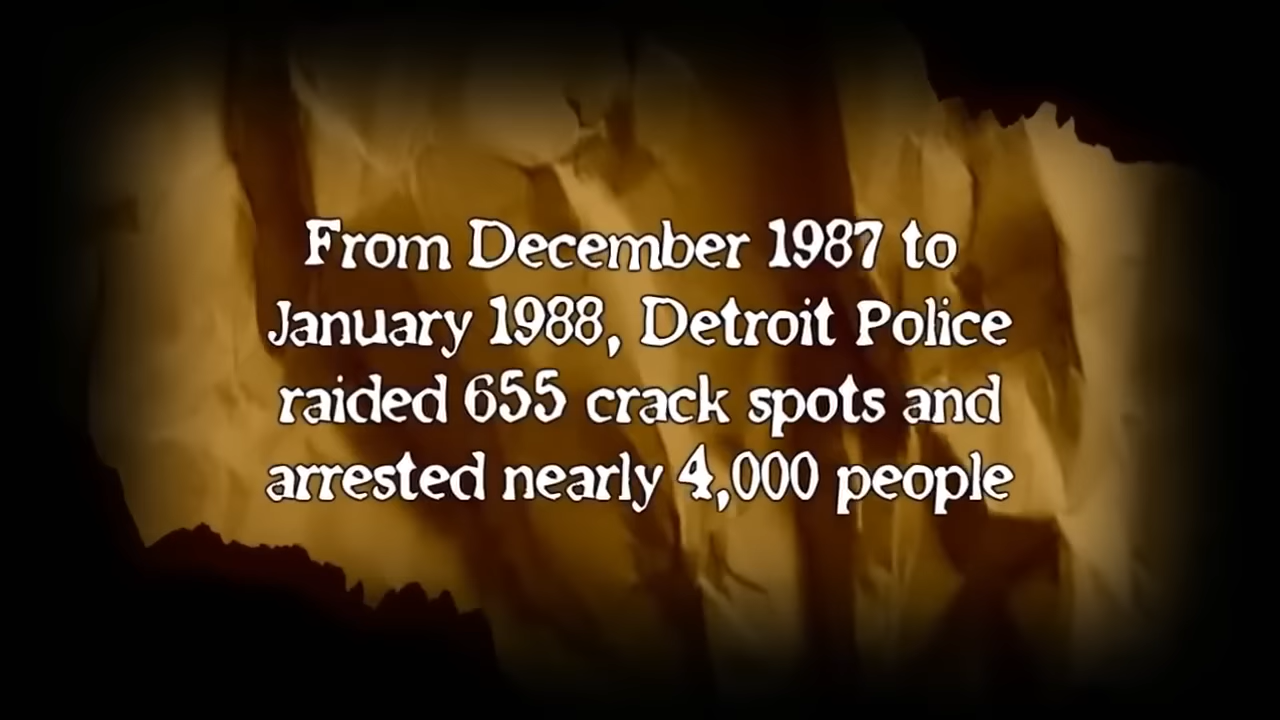 From December 1987 to
January 1988, Detroit Police
raided 655 crack spots and
arrested nearly 4,000 people